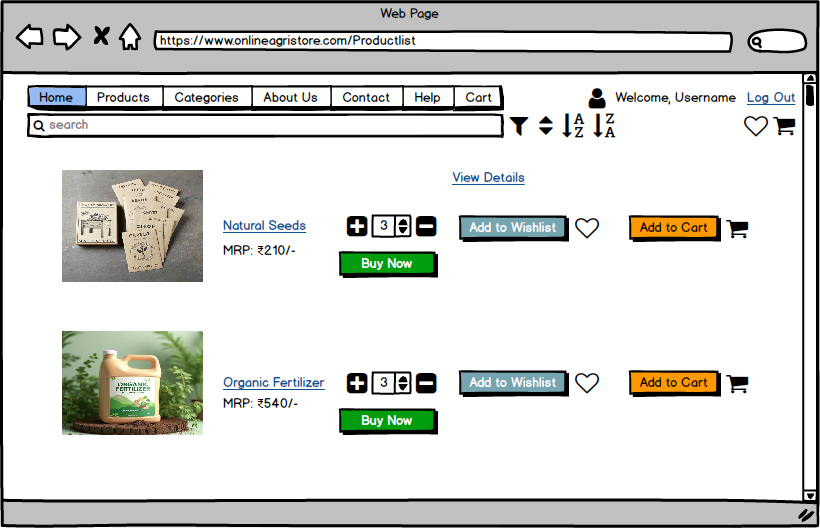 Web Page
https://www.onlineagristore.com/Productlist
Home Products Categories About Us Contact Help Cart
Welcome, Username Log Out
search
A Z
Z A
View Details
Natural Seeds
MRP: ₹210/-
3
Add to Wishlist
Add to Cart
Buy Now
ORGANIC
FERTILIZER
Organic Fertilizer
MRP: ₹540/-
3
Add to Wishlist
Add to Cart
Buy Now